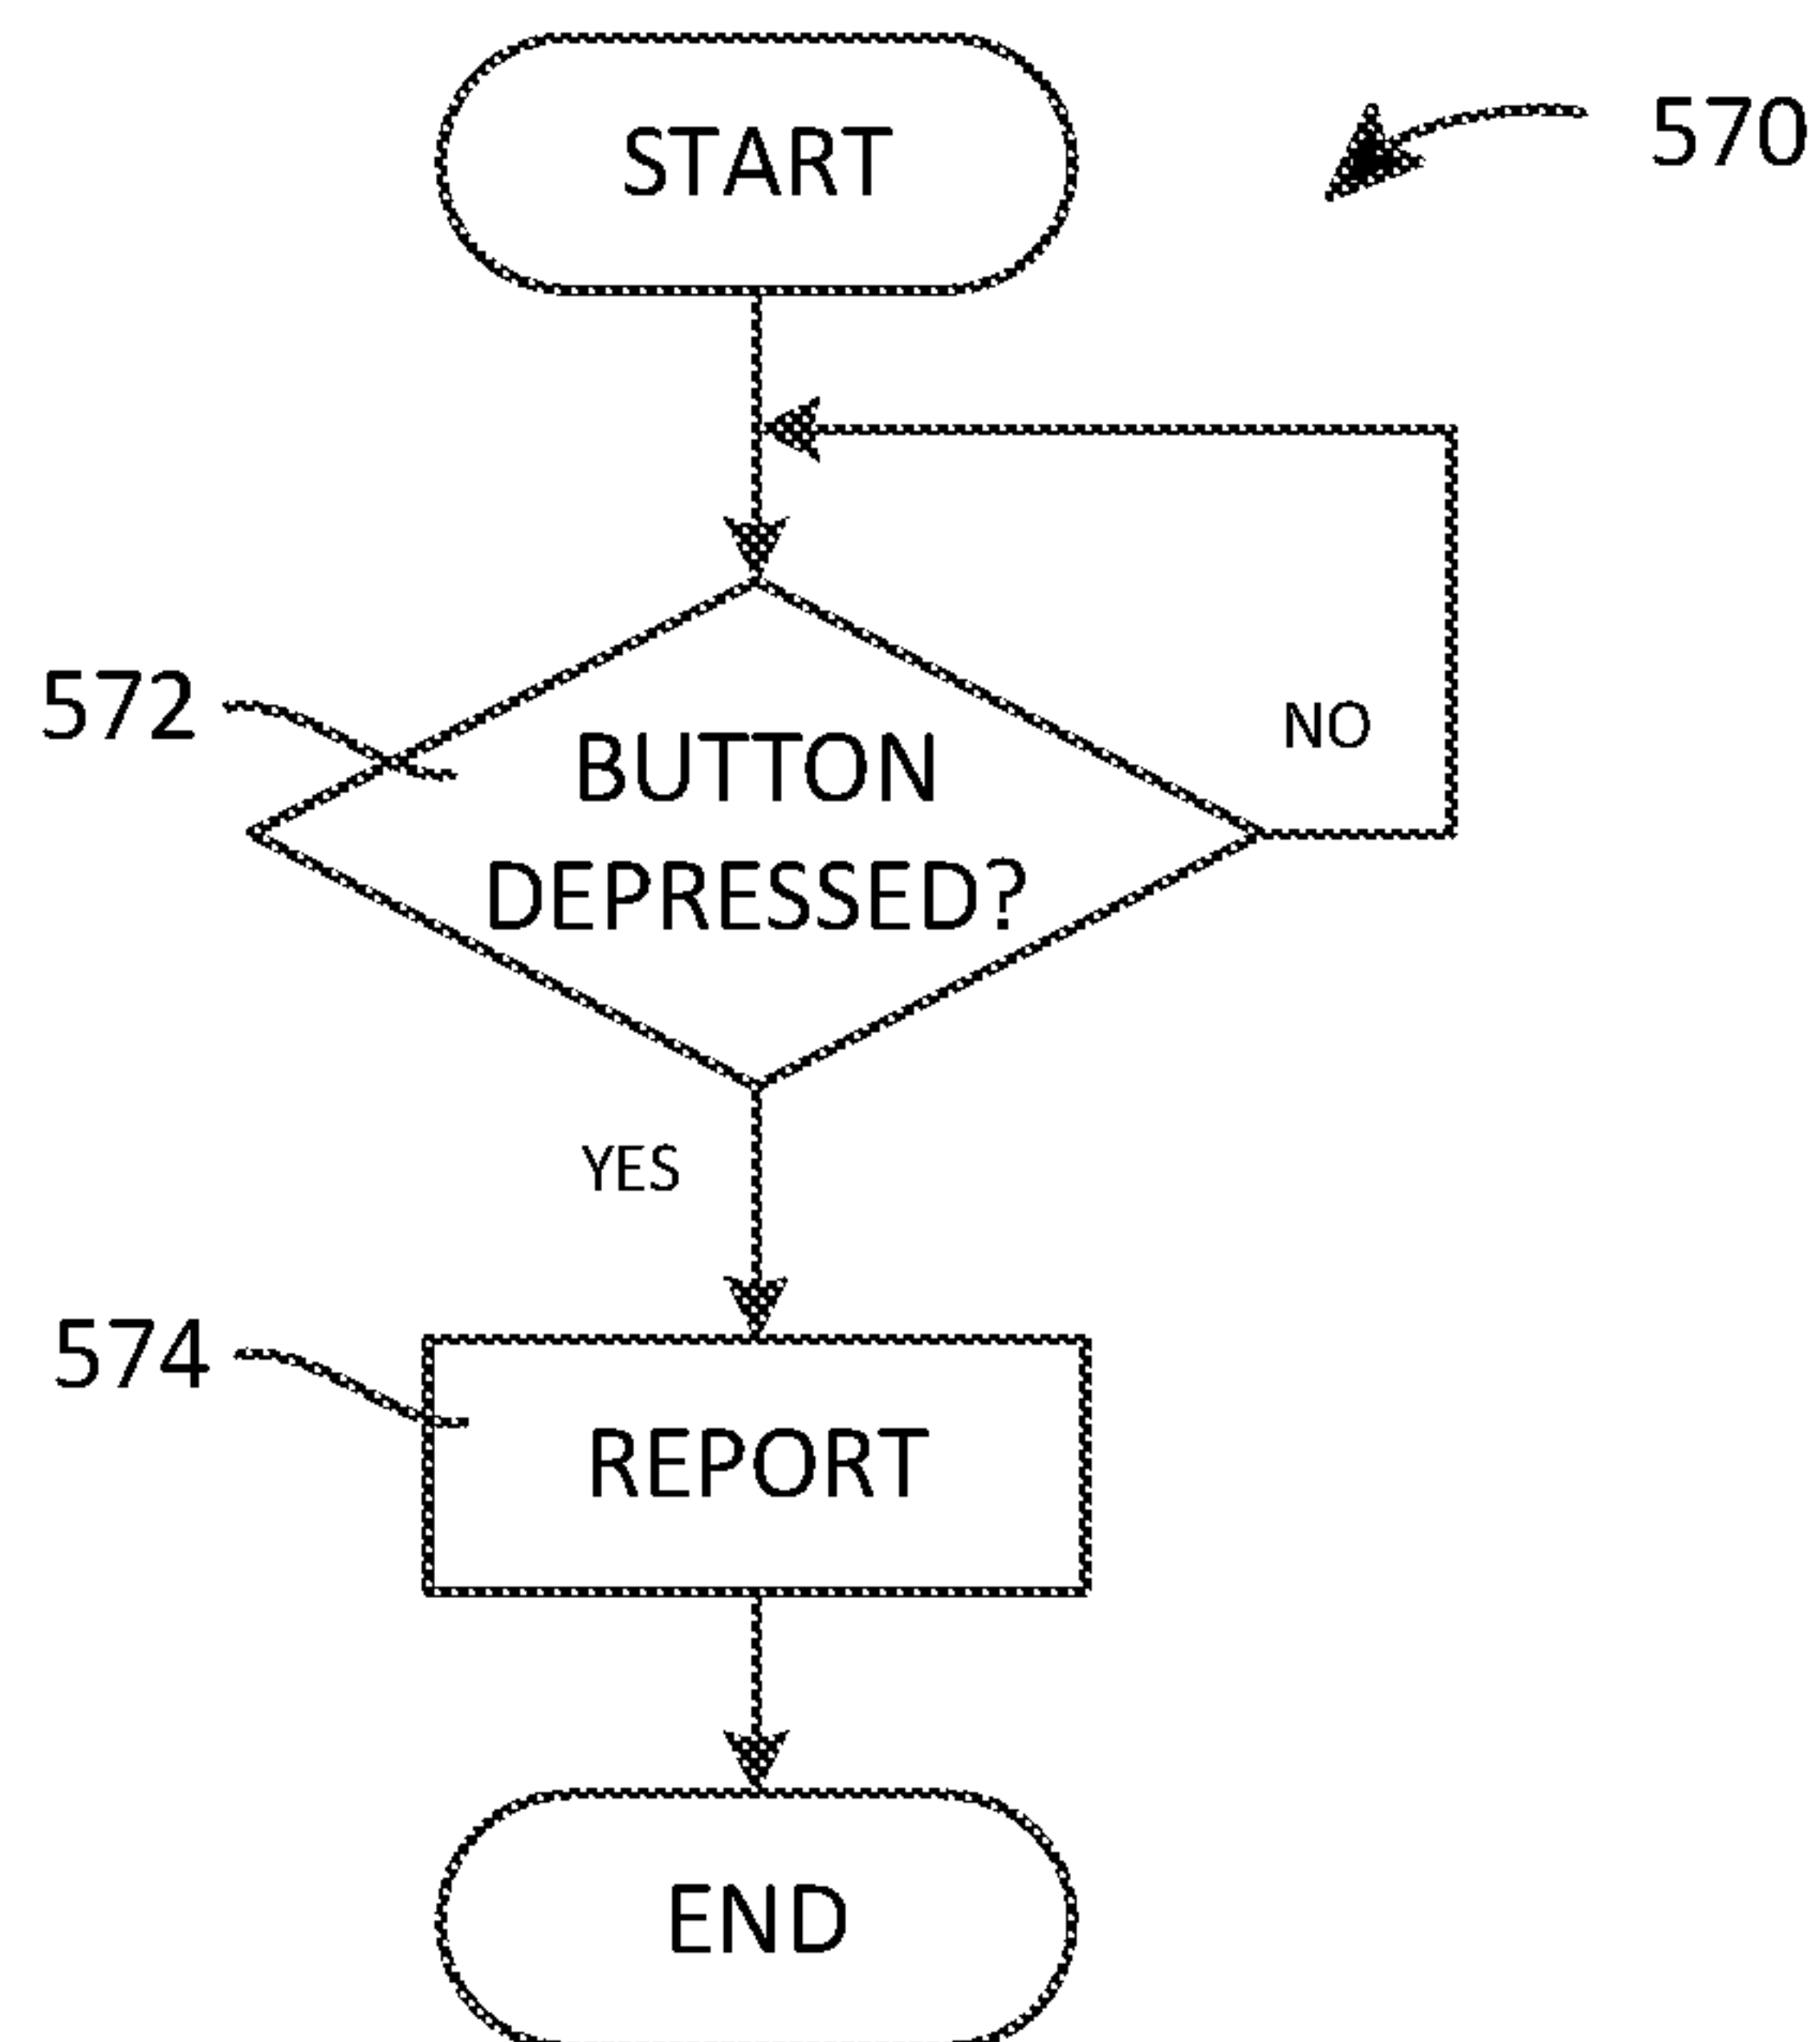 START
570
572
BUTTON
DEPRESSED?
NO
YES
574
REPORT
END